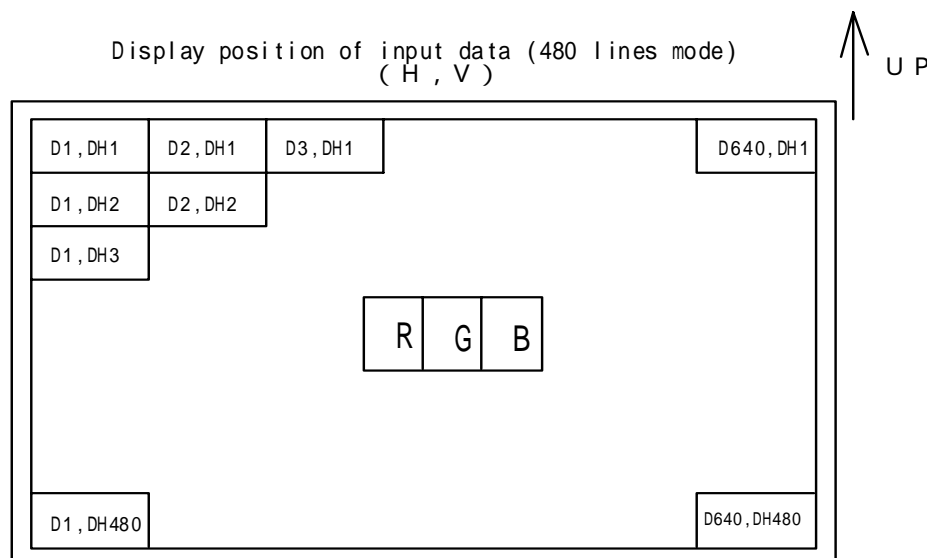 Display position of input data (480 lines mode)
( H , V )
U P
D1,DH1 D2,DH1 D3,DH1 D640,DH1
D1,DH2 D2,DH2
D1,DH3
R G B
D1,DH480 D640,DH480